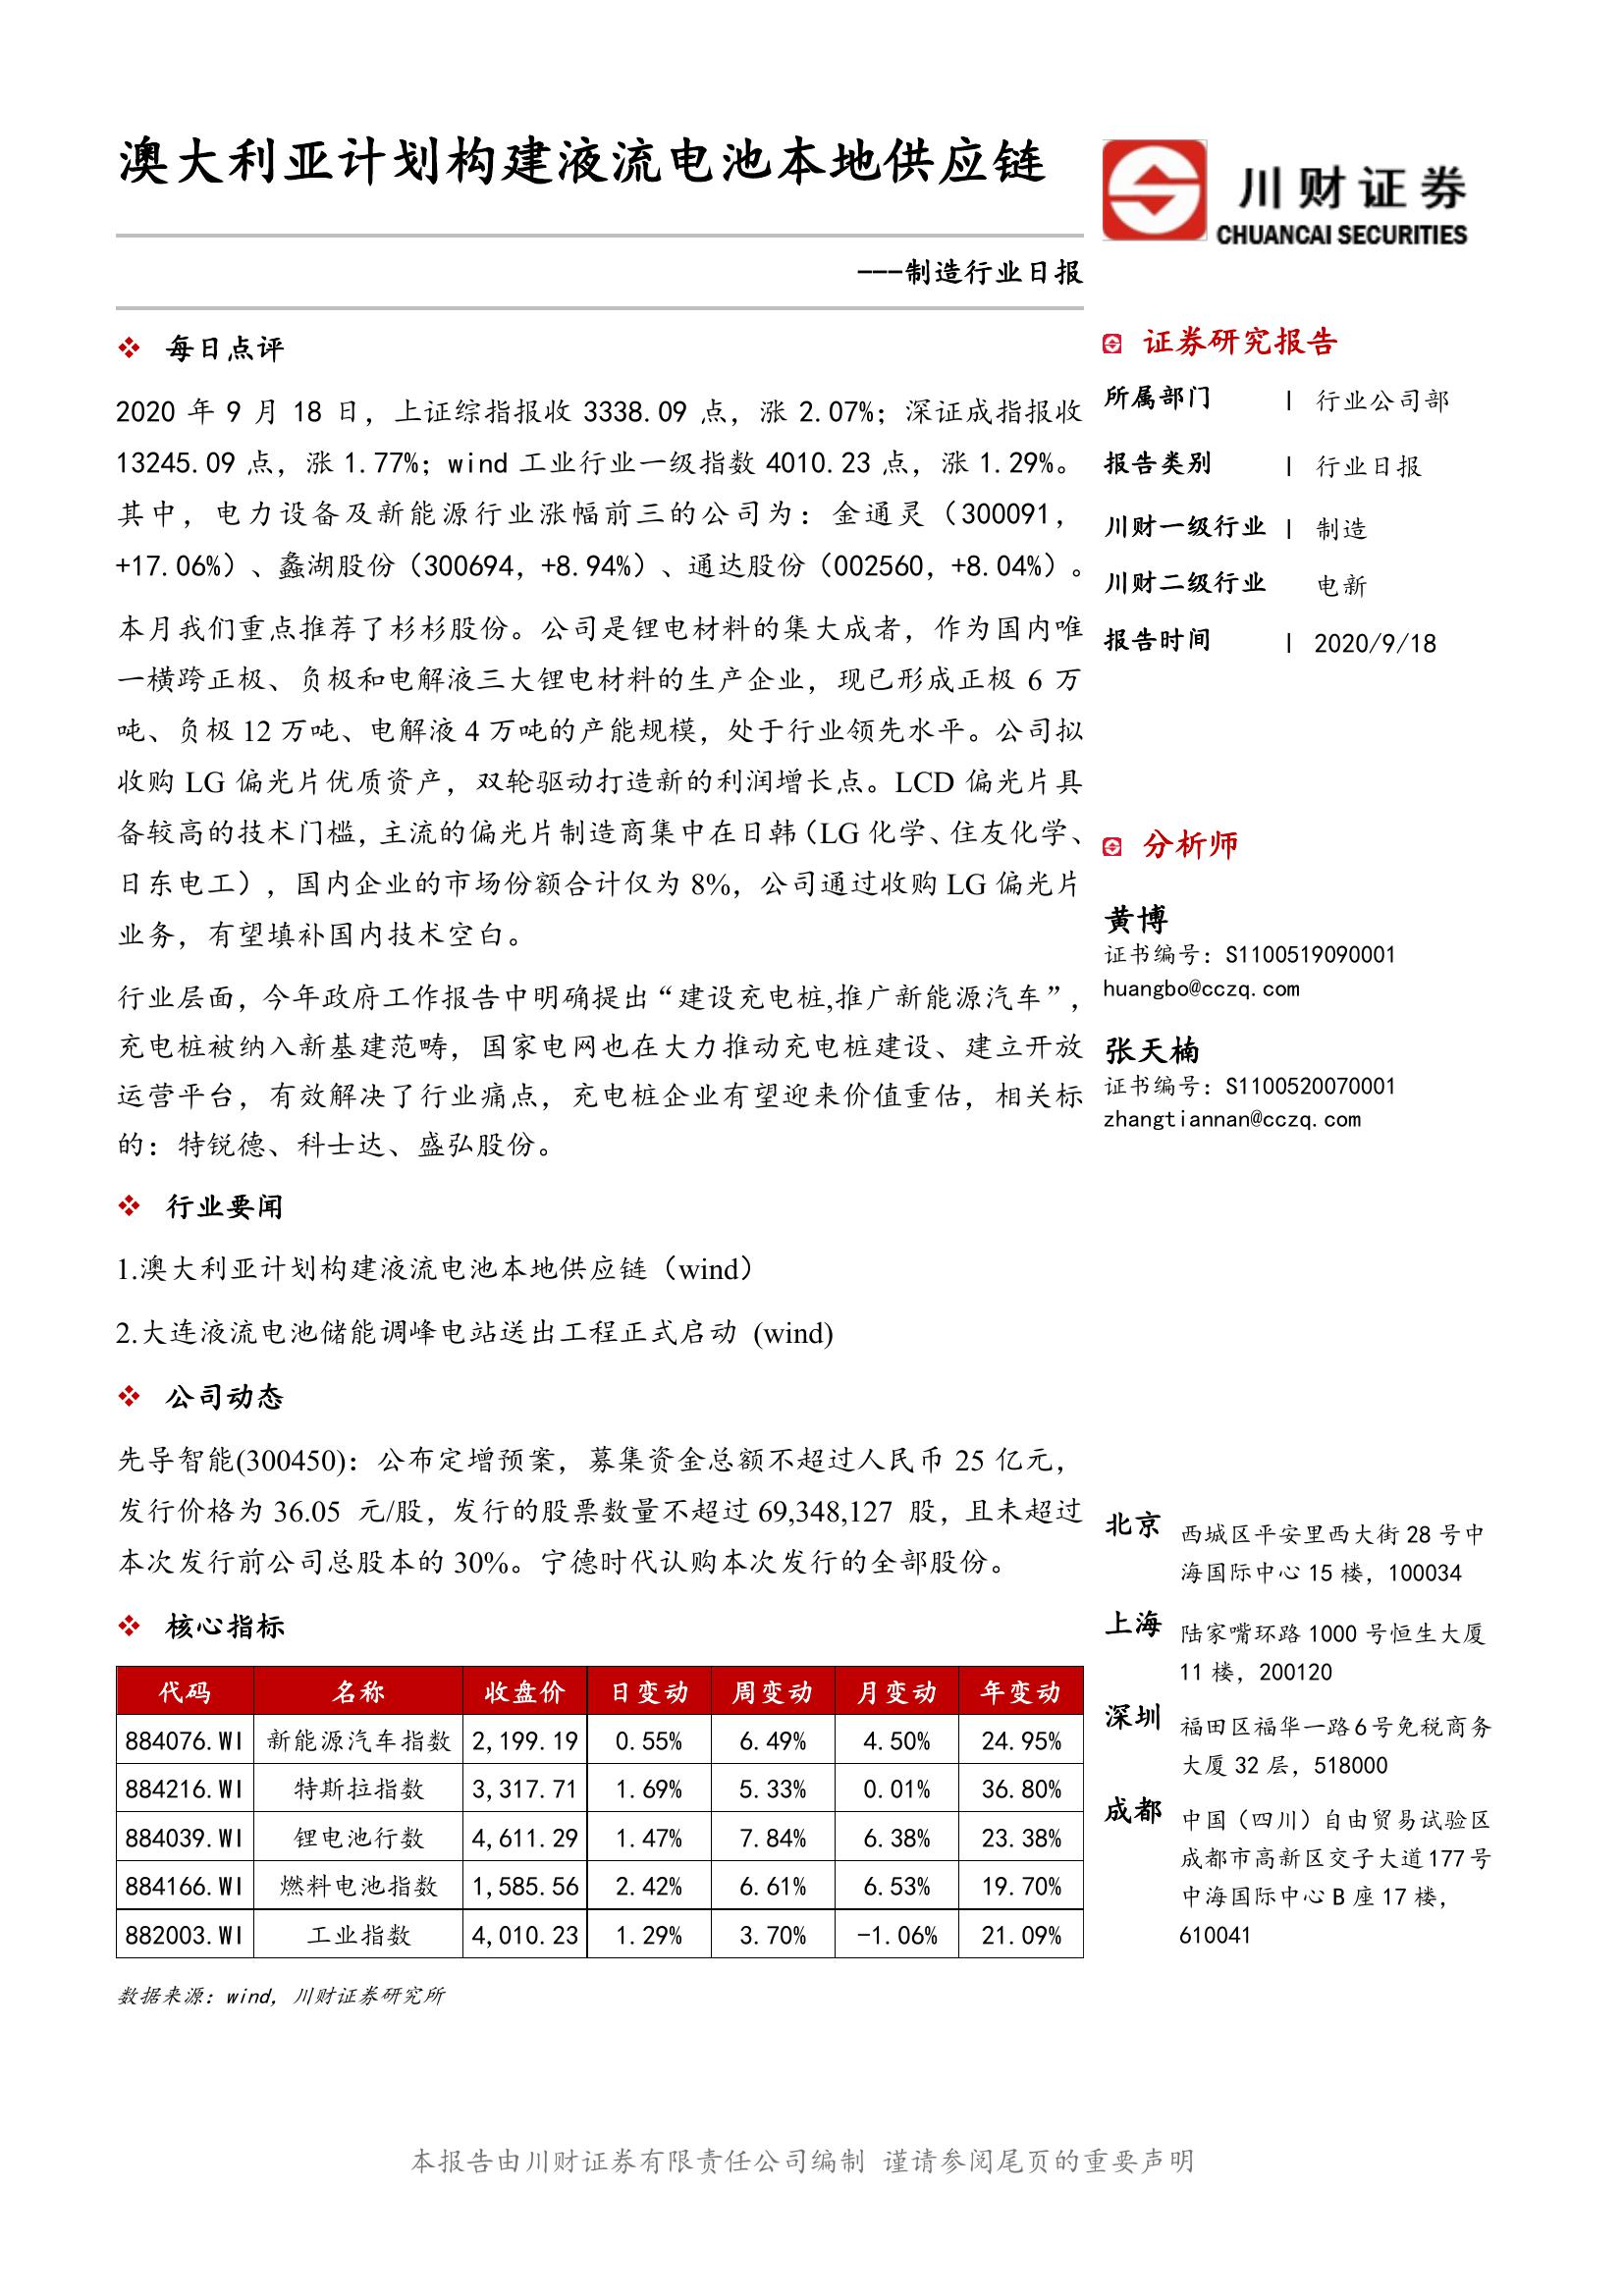 澳大利亚计划构建液流电池本地供应链
川财证券
CHUANCAI SECURITIES
---制造行业日报
每日点评
2020 年 9 月 18 日，上证综指报收 3338.09 点，涨 2.07%；深证成指报收
13245.09 点，涨 1.77%；wind 工业行业一级指数 4010.23 点，涨 1.29%。
其中，电力设备及新能源行业涨幅前三的公司为：金通灵（300091，
+17.06%）、蠡湖股份（300694，+8.94%）、通达股份（002560，+8.04%）。
本月我们重点推荐了杉杉股份。公司是锂电材料的集大成者，作为国内唯
一横跨正极、负极和电解液三大锂电材料的生产企业，现已形成正极 6 万
吨、负极 12 万吨、电解液 4 万吨的产能规模，处于行业领先水平。公司拟
收购 LG 偏光片优质资产，双轮驱动打造新的利润增长点。LCD 偏光片具
备较高的技术门槛，主流的偏光片制造商集中在日韩（LG 化学、住友化学、
日东电工），国内企业的市场份额合计仅为 8%，公司通过收购 LG 偏光片
业务，有望填补国内技术空白。
行业层面，今年政府工作报告中明确提出“建设充电桩,推广新能源汽车”，
充电桩被纳入新基建范畴，国家电网也在大力推动充电桩建设、建立开放
运营平台，有效解决了行业痛点，充电桩企业有望迎来价值重估，相关标
的：特锐德、科士达、盛弘股份。
行业要闻
1.澳大利亚计划构建液流电池本地供应链（wind）
2.大连液流电池储能调峰电站送出工程正式启动 (wind)
公司动态
先导智能(300450)：公布定增预案，募集资金总额不超过人民币 25 亿元，
发行价格为 36.05 元/股，发行的股票数量不超过 69,348,127 股，且未超过
本次发行前公司总股本的 30%。宁德时代认购本次发行的全部股份。
核心指标
代码 名称 收盘价 日变动 周变动 月变动 年变动
884076.WI 新能源汽车指数 2,199.19 0.55% 6.49% 4.50% 24.95%
884216.WI 特斯拉指数 3,317.71 1.69% 5.33% 0.01% 36.80%
884039.WI 锂电池行数 4,611.29 1.47% 7.84% 6.38% 23.38%
884166.WI 燃料电池指数 1,585.56 2.42% 6.61% 6.53% 19.70%
882003.WI 工业指数 4,010.23 1.29% 3.70% -1.06% 21.09%
数据来源：wind，川财证券研究所
证券研究报告
所属部门 | 行业公司部
报告类别 | 行业日报
川财一级行业 | 制造
川财二级行业 电新
报告时间 | 2020/9/18
分析师
黄博
证书编号：S1100519090001
huangbo@cczq.com
张天楠
证书编号：S1100520070001
zhangtiannan@cczq.com
北京 西城区平安里西大街 28 号中
海国际中心 15 楼，100034
上海 陆家嘴环路 1000 号恒生大厦
11 楼，200120
深圳 福田区福华一路 6 号免税商务
大厦 32 层，518000
成都 中国（四川）自由贸易试验区
成都市高新区交子大道 177 号
中海国际中心 B 座 17 楼，
610041
本报告由川财证券有限责任公司编制 谨请参阅尾页的重要声明